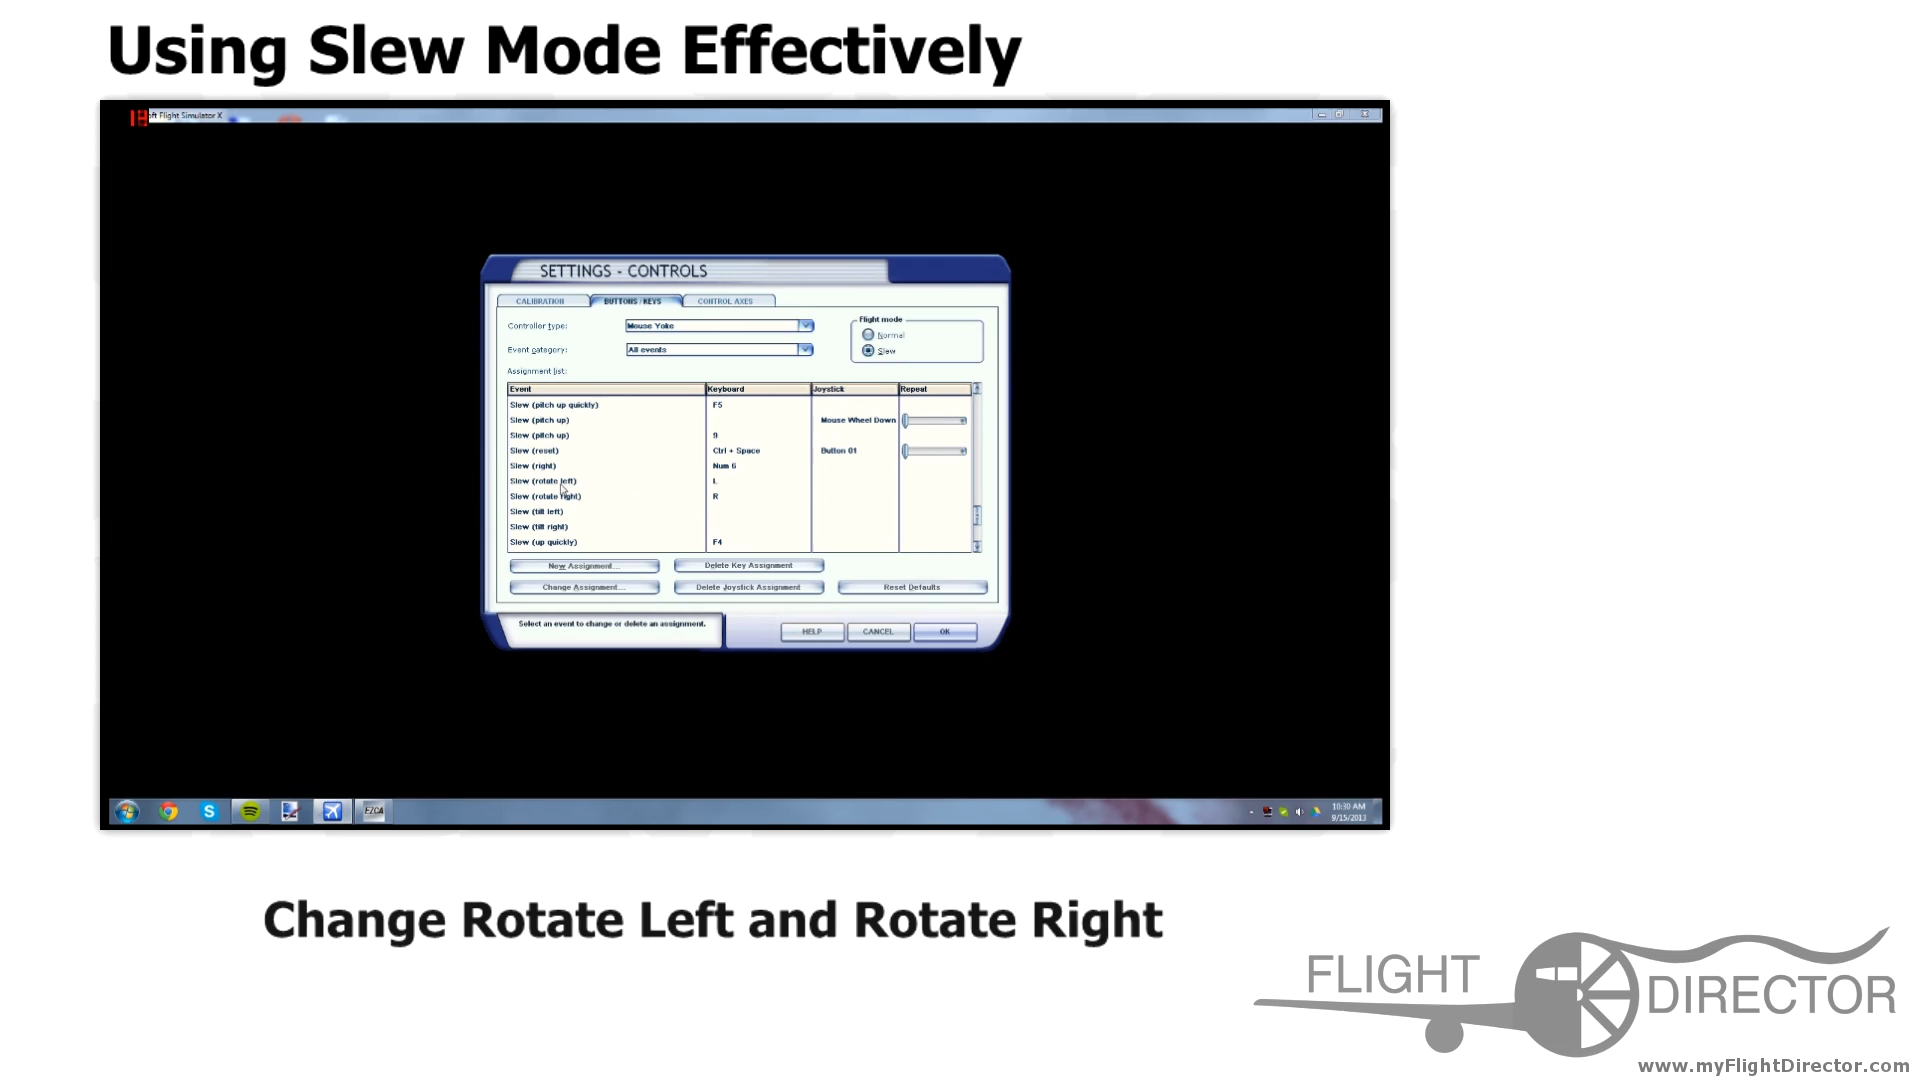 Using Slew Mode Effectively
oft Flight Simulator X
SETTINGS - CONTROLS
CALIBRATION BUTTONS / KEYS CONTROL AXES
Controller type: Mouse Yoke
Flight mode
Normal
Event category: All events
Slew
Assignment list:
Event Keyboard Joystick Repeat
Slew (pitch up quickly) F5
Slew (pitch up) Mouse Wheel Down
Slew (pitch up) 9
Slew (reset) Ctrl + Space Button 01
Slew (right) Num 6
Slew (rotate left) L
Slew (rotate right) R
Slew (tilt left)
Slew (tilt right)
Slew (up quickly) F4
New Assignment... Delete Key Assignment
Change Assignment... Delete Joystick Assignment Reset Defaults
Select an event to change or delete an assignment.
HELP CANCEL OK
EZCA
10:30 AM
9/15/2013
Change Rotate Left and Rotate Right
FLIGHT
DIRECTOR
www.myFlightDirector.com